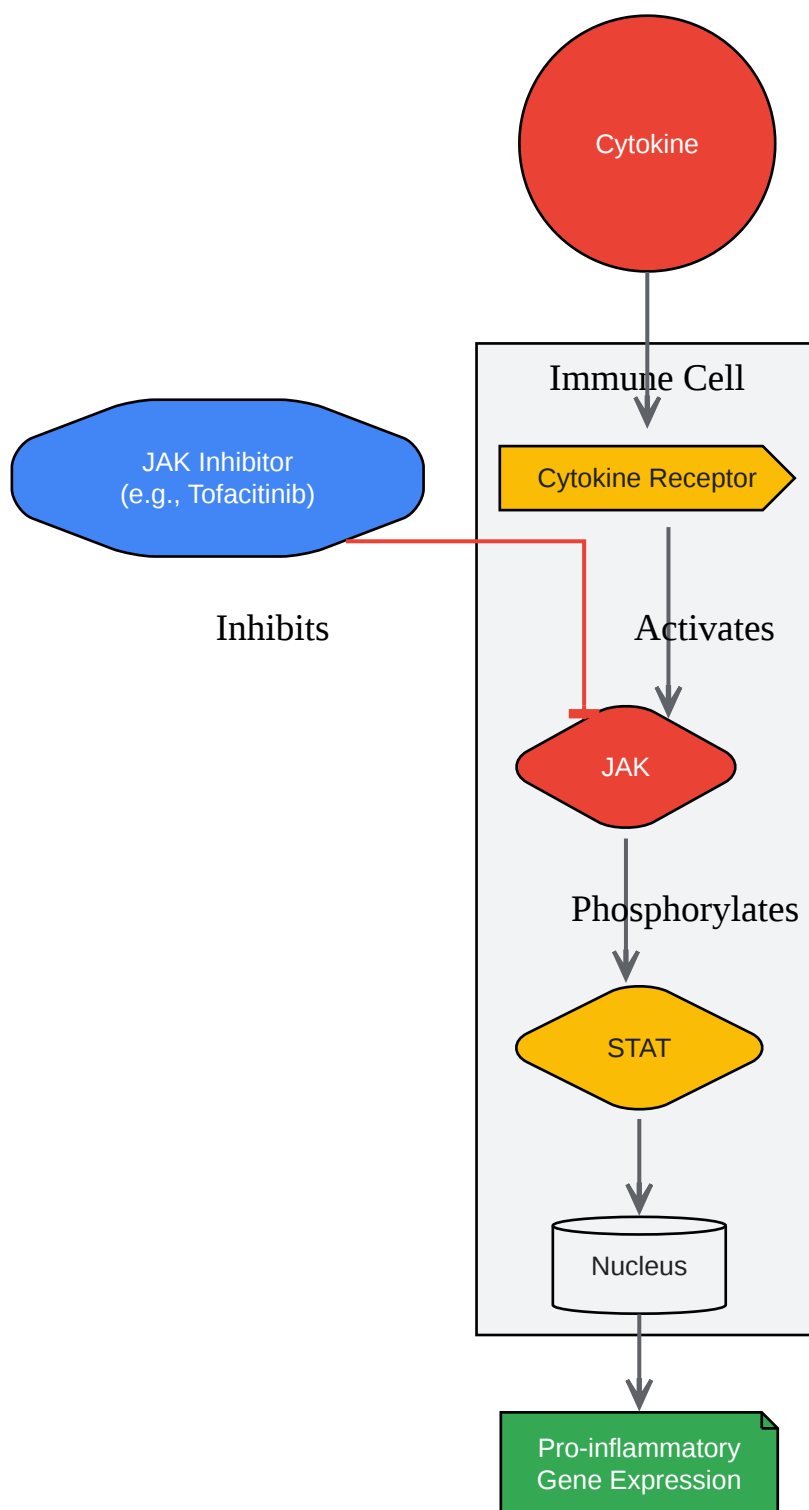 Cytokine
Immune Cell
JAK Inhibitor
(e.g., Tofacitinib)
Cytokine Receptor
Inhibits
Activates
JAK
Phosphorylates
STAT
Nucleus
Pro-inflammatory
Gene Expression